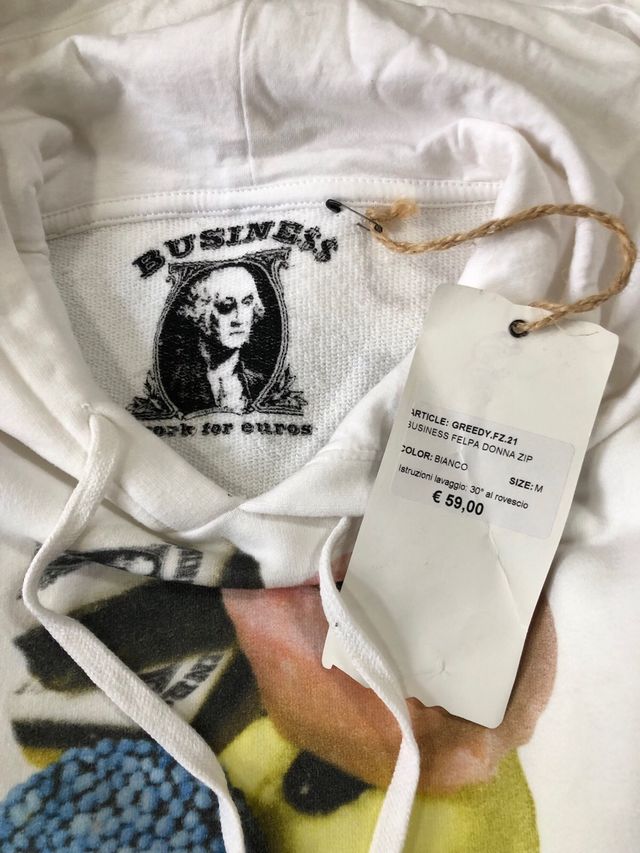 BUSINE$$
work for euros
ARTICLE: GREEDY.FZ.21
BUSINESS FELPA DONNA ZIP
COLOR: BIANCO SIZE: M
Istruzioni lavaggio: 30° al rovescio
€ 59,00